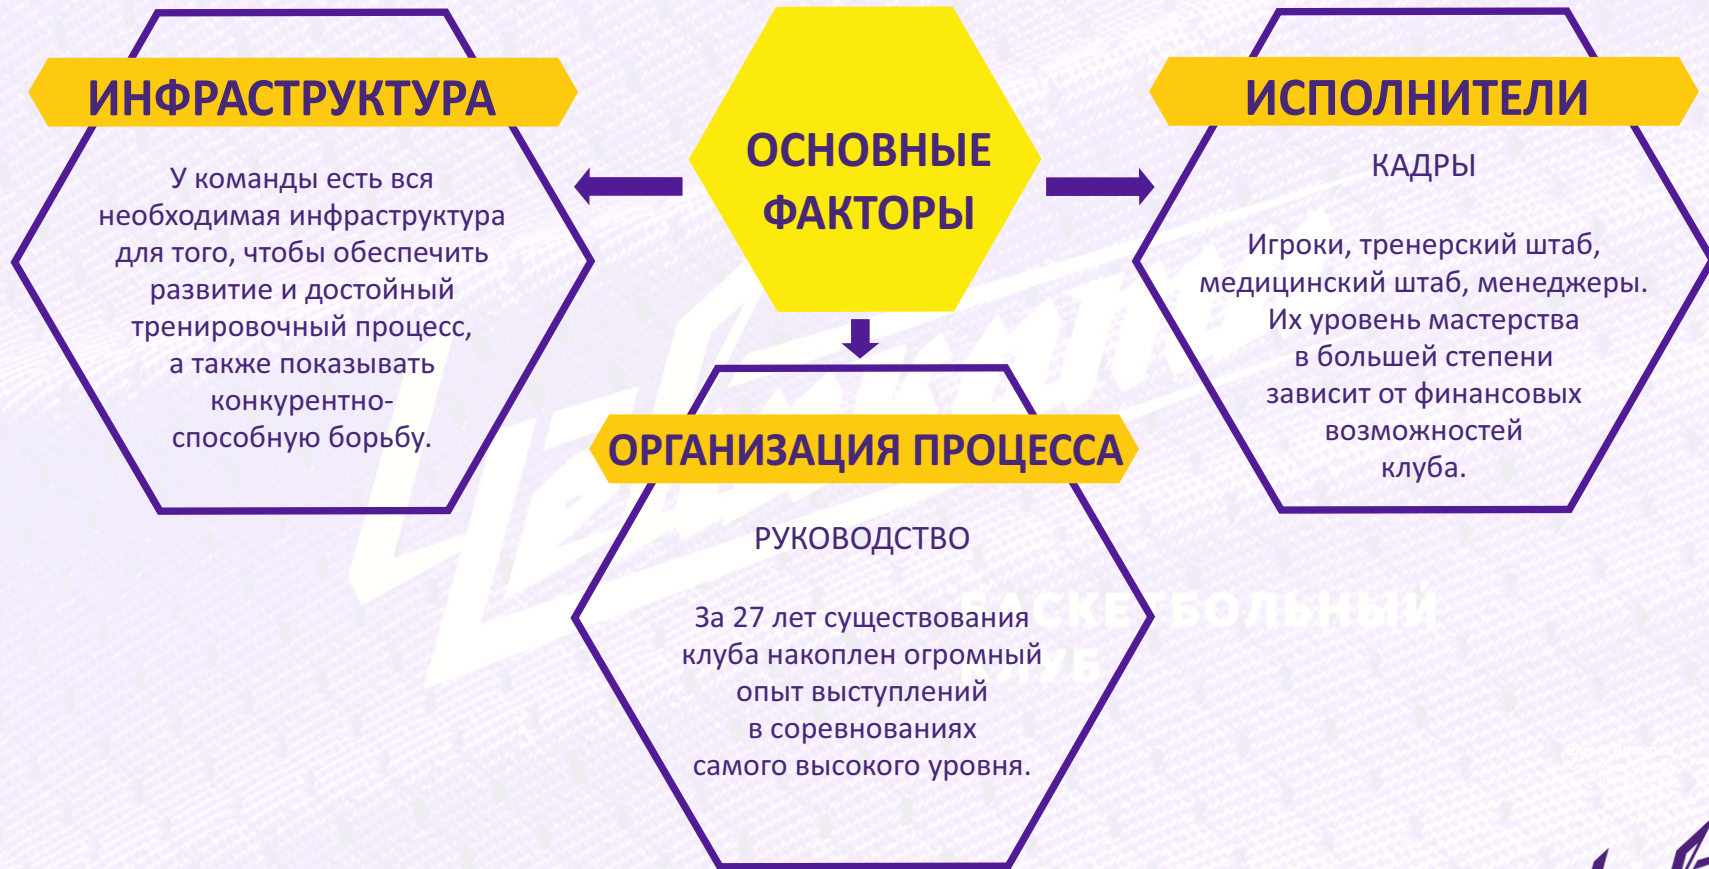 ОСНОВНЫЕ
ФАКТОРЫ
ИНФРАСТРУКТУРА
У команды есть вся
необходимая инфраструктура
для того, чтобы обеспечить
развитие и достойный
тренировочный процесс,
а также показывать
конкурентно-
способную борьбу.
ОРГАНИЗАЦИЯ ПРОЦЕССА
РУКОВОДСТВО
За 27 лет существования
клуба накоплен огромный
опыт выступлений
в соревнованиях
самого высокого уровня.
ИСПОЛНИТЕЛИ
КАДРЫ
Игроки, тренерский штаб,
медицинский штаб, менеджеры.
Их уровень мастерства
в большей степени
зависит от финансовых
возможностей
клуба.
БАСКЕТБОЛЬНЫЙ
КЛУБ